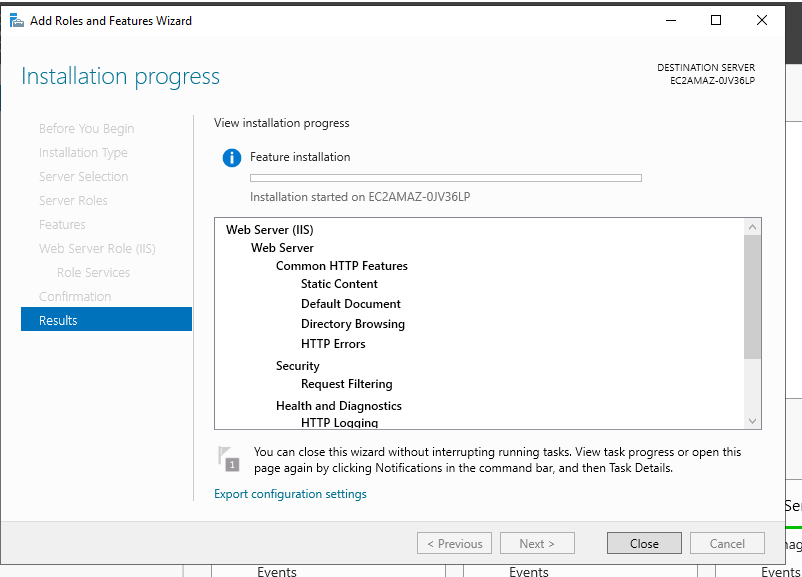 Add Roles and Features Wizard
Installation progress
DESTINATION SERVER
EC2AMAZ-0JV36LP
Before You Begin
Installation Type
Server Selection
Server Roles
Features
Web Server Role (IIS)
Role Services
Confirmation
Results
View installation progress
Feature installation
Installation started on EC2AMAZ-0JV36LP
Web Server (IIS)
Web Server
Common HTTP Features
Static Content
Default Document
Directory Browsing
HTTP Errors
Security
Request Filtering
Health and Diagnostics
HTTP Logging
1
You can close this wizard without interrupting running tasks. View task progress or open this
page again by clicking Notifications in the command bar, and then Task Details.
Export configuration settings
< Previous
Next >
Close
Cancel
Events
Events
Events